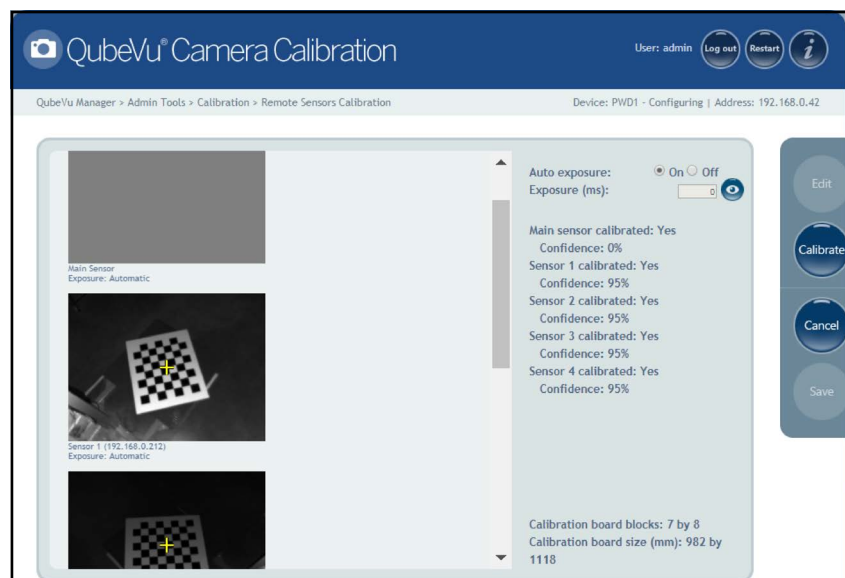 QubeVu® Camera Calibration
User: admin
Log out
Restart
i
QubeVu Manager > Admin Tools > Calibration > Remote Sensors Calibration
Device: PWD1 - Configuring | Address: 192.168.0.42
Main Sensor
Exposure: Automatic
Sensor 1 (192.168.0.212)
Exposure: Automatic
Auto exposure: On Off
Exposure (ms): 0
Main sensor calibrated: Yes
Confidence: 0%
Sensor 1 calibrated: Yes
Confidence: 95%
Sensor 2 calibrated: Yes
Confidence: 95%
Sensor 3 calibrated: Yes
Confidence: 95%
Sensor 4 calibrated: Yes
Confidence: 95%
Calibration board blocks: 7 by 8
Calibration board size (mm): 982 by
1118
Edit
Calibrate
Cancel
Save